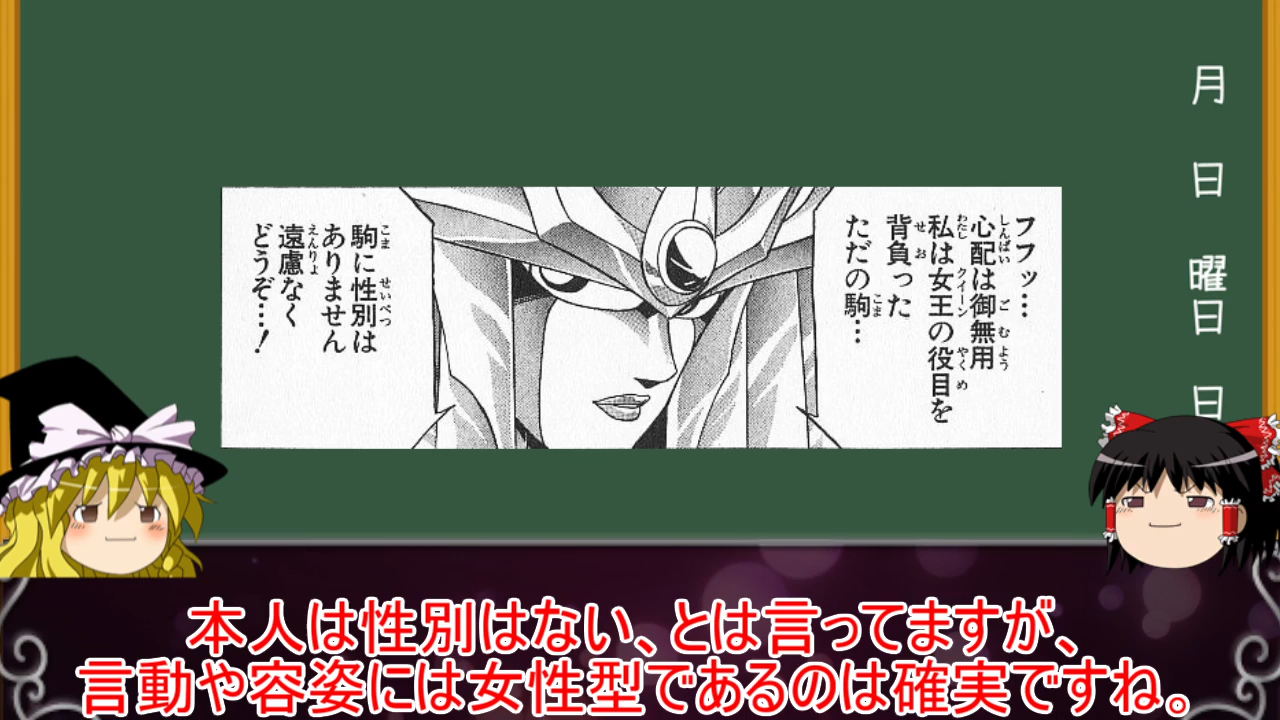 フフッ…
心配は御無用
私は女王の役目を
背負った
ただの駒…
駒に性別は
ありません
遠慮なく
どうぞ…!
月 日 曜日 日
本人は性別はない、とは言ってますが、
言動や容姿には女性型であるのは確実ですね。